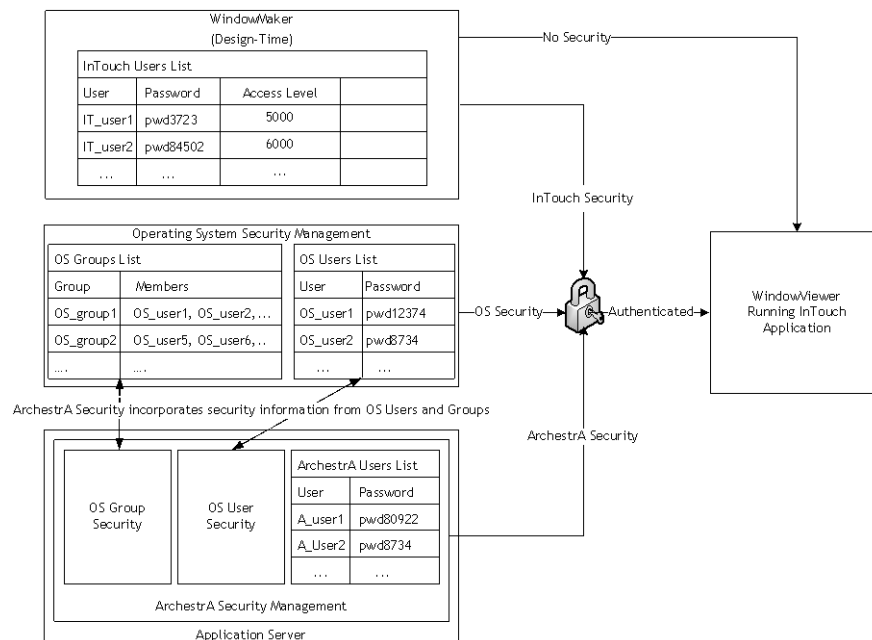 WindowMaker
(Design-Time)
No Security
InTouch Users List
User Password Access Level
IT_user1 pwd3723 5000
IT_user2 pwd84502 6000
... ... ...
InTouch Security
Operating System Security Management
OS Groups List
Group Members
OS_group1 OS_user1, OS_user2,...
OS_group2 OS_user5, OS_user6,..
.... ....
OS Users List
User Password
OS_user1 pwd12374
OS_user2 pwd8734
... ...
OS Security
Authenticated
WindowViewer
Running InTouch
Application
ArchestrA Security incorporates security information from OS Users and Groups
ArchestrA Security
OS Group
Security
OS User
Security
ArchestrA Users List
User Password
A_user1 pwd80922
A_User2 pwd8734
... ...
ArchestrA Security Management
Application Server